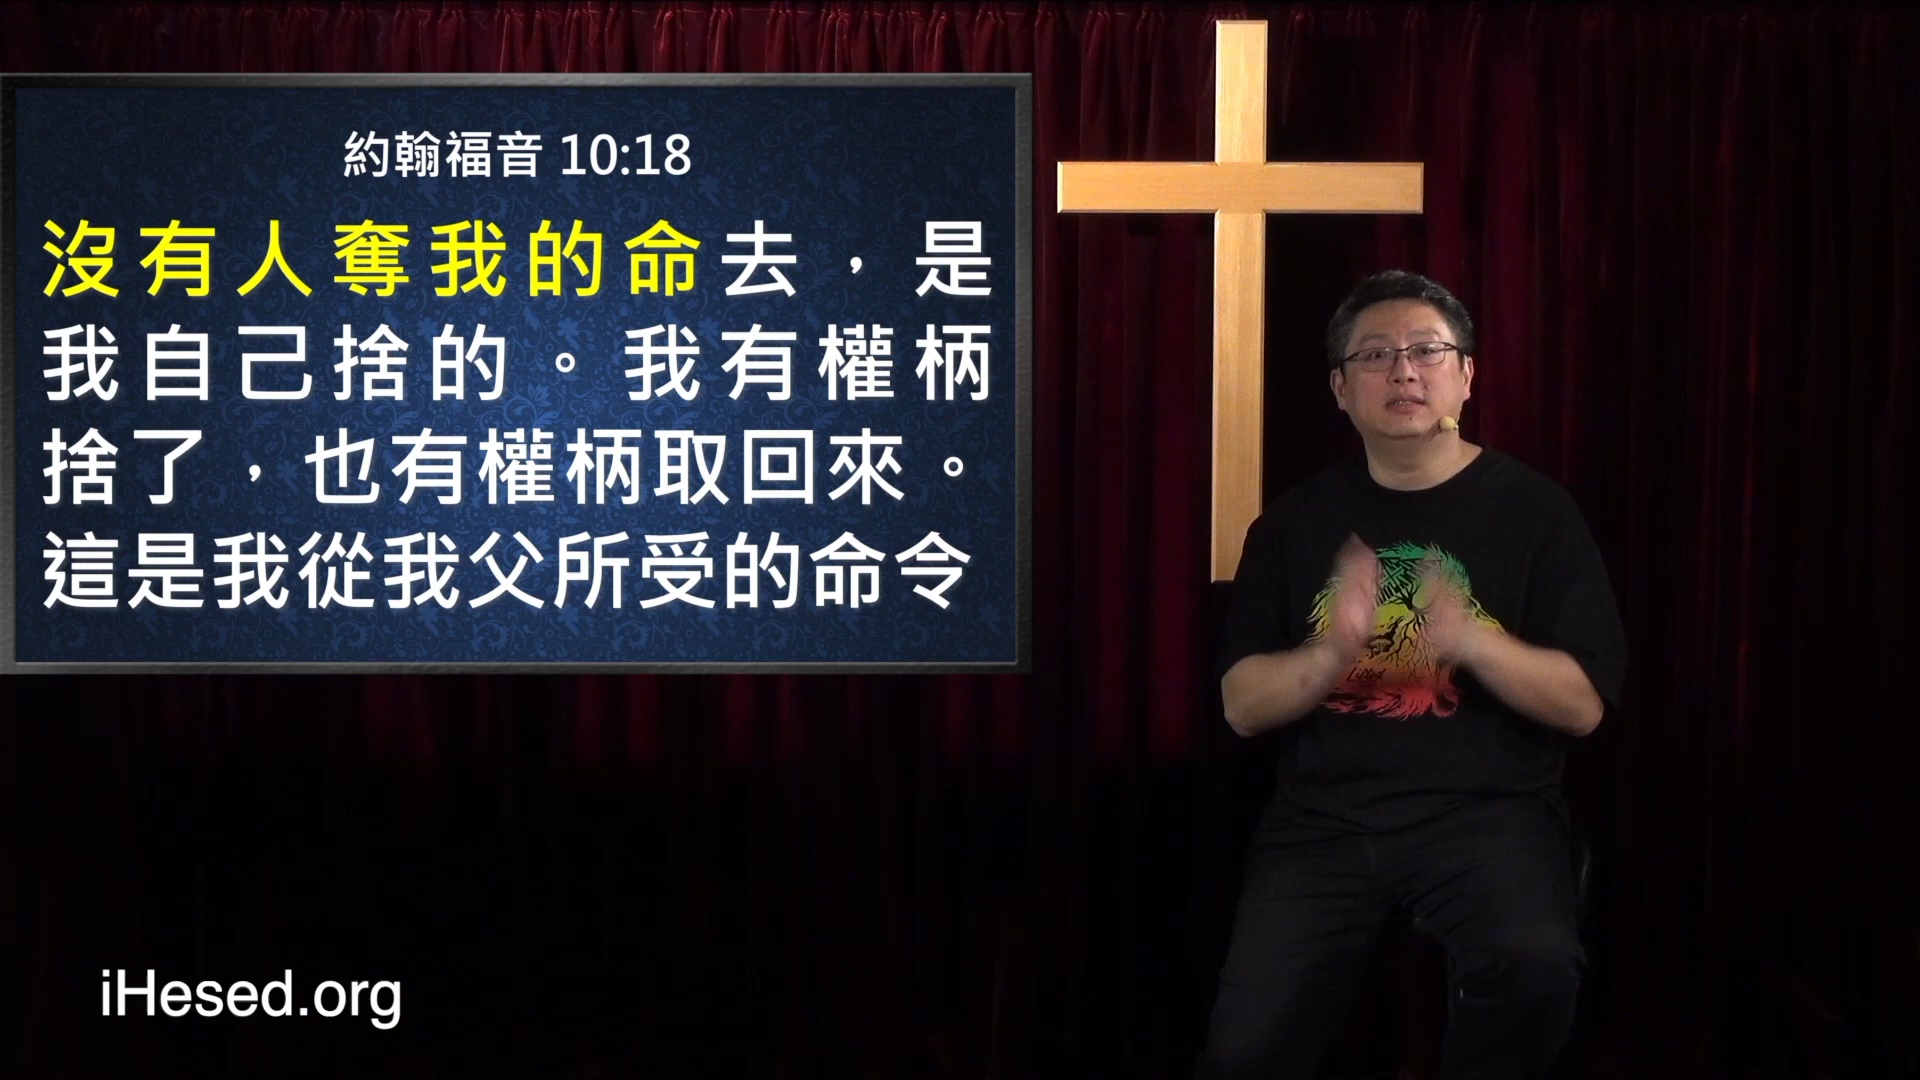 約翰福音 10:18
沒有人奪我的命去，是
我自己捨的。我有權柄
捨了，也有權柄取回來。
這是我從我父所受的命令
iHesed.org